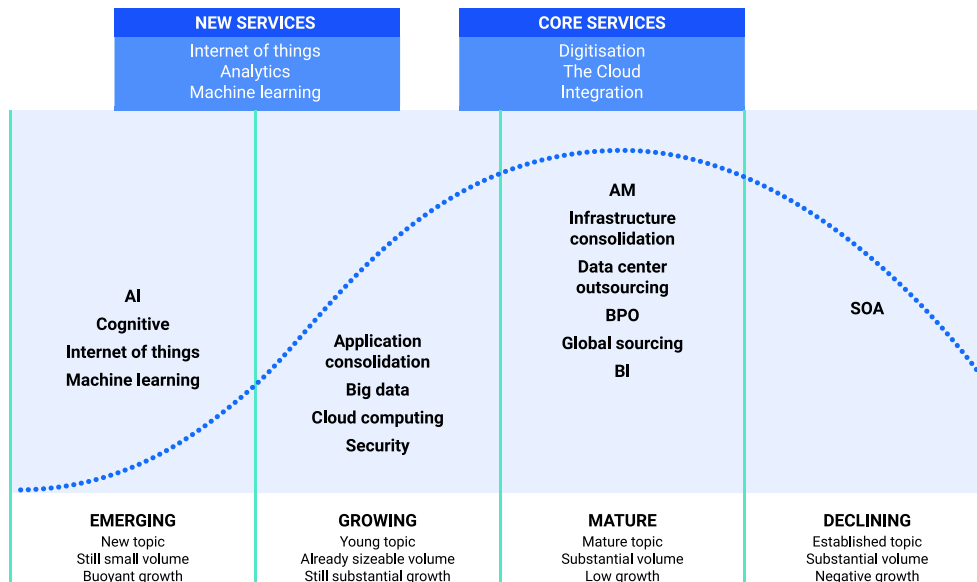 NEW SERVICES
Internet of things
Analytics
Machine learning
CORE SERVICES
Digitisation
The Cloud
Integration
AI
Cognitive
Internet of things
Machine learning
Application
consolidation
Big data
Cloud computing
Security
AM
Infrastructure
consolidation
Data center
outsourcing
BPO
Global sourcing
BI
SOA
EMERGING
New topic
Still small volume
Buoyant growth
GROWING
Young topic
Already sizeable volume
Still substantial growth
MATURE
Mature topic
Substantial volume
Low growth
DECLINING
Established topic
Substantial volume
Negative growth